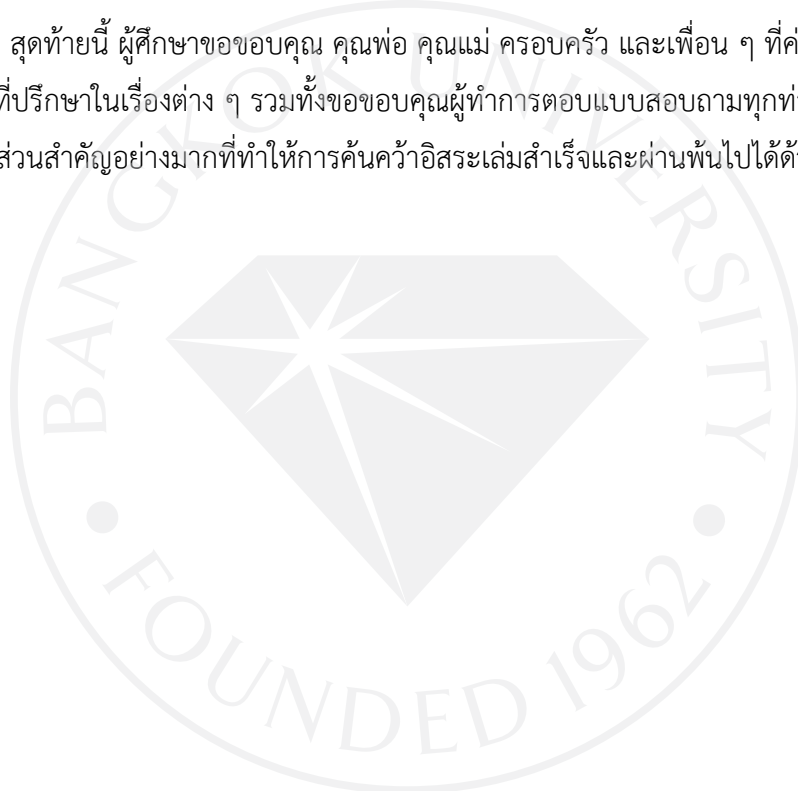 สุดท้ายนี้ ผู้ศึกษาขอขอบคุณ คุณพ่อ คุณแม่ ครอบครัว และเพื่อน ๆ ที่
ที่ปรึกษาในเรื่องต่าง ๆ รวมทั้งขอขอบคุณผู้ทำการตอบแบบสอบถามทุก
ส่วนสำคัญอย่างมากที่ทำให้การค้นคว้าอิสระเล่มสำเร็จและผ่านพ้นไปได้
BANGKOK UNIVERSITY
FOUNDED 1962